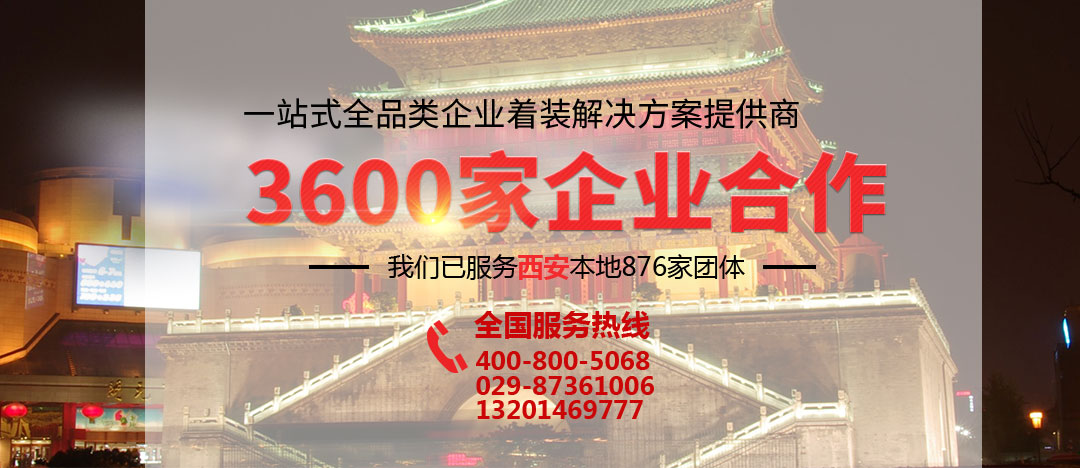 一站式全品类企业着装解决方案提供商
3600家企业合作
我们已服务西安本地876家团体
全国服务热线
400-800-5068
029-87361006
13201469777